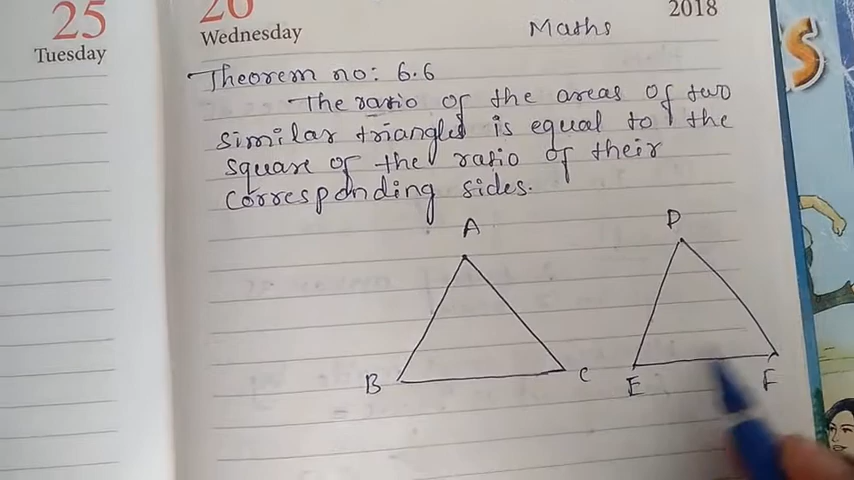 25
Tuesday
26
Wednesday
Maths
2018
Theorem no: 6.6
The ratio of the areas of two
similar triangles is equal to the
square of the ratio of their
corresponding sides.
A
D
B
C
E
F
S